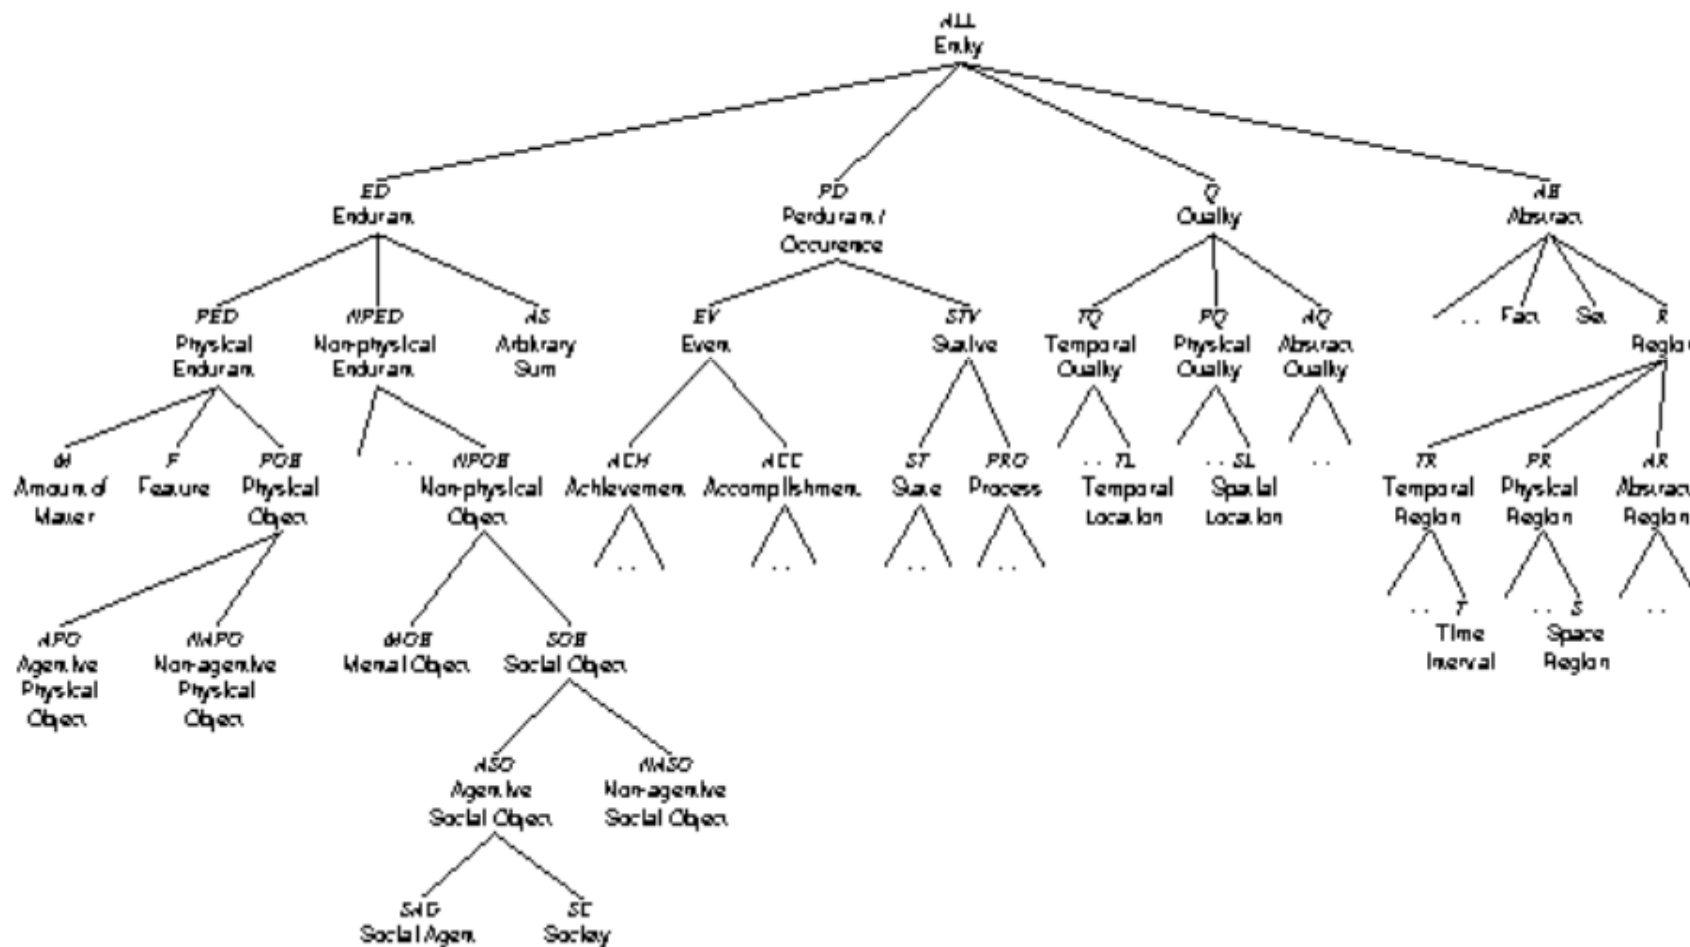 ALL
Entity
ED
Endurant
PD
Perdurant/
Occurence
Q
Quality
AB
Abstract
PED
Physical
Endurant
NPED
Non-physical
Endurant
AS
Arbitrary
Sum
EV
Event
STV
Stative
TQ
Temporal
Quality
PQ
Physical
Quality
AQ
Abstract
Quality
.. Fact
Set
R
Region
M
Amount of
Matter
F
Feature
POB
Physical
Object
..
NPOB
Non-physical
Object
ACH
Achievement
ACC
Accomplishment
ST
State
PRO
Process
.. TL
Temporal
Location
.. SL
Spatial
Location
..
TR
Temporal
Region
PR
Physical
Region
AR
Abstract
Region
..
..
..
..
APO
Agentive
Physical
Object
NAPO
Non-agentive
Physical
Object
MOB
Mental Object
SOB
Social Object
.. T
Time
Interval
.. S
Space
Region
..
ASO
Agentive
Social Object
NASO
Non-agentive
Social Object
SAG
Social Agent
SC
Society